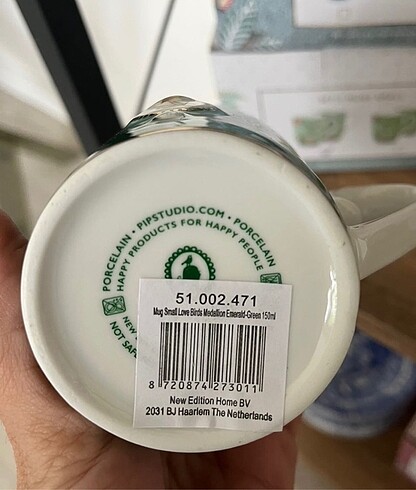 PORCELAIN • PIPSTUDIO.COM • PORCELAIN
HAPPY PRODUCTS FOR HAPPY PEOPLE
NEW
NOT SAF
51.002.471
Mug Small Love Birds Medallion Emerald-Green 150ml
8 720874 273011
New Edition Home BV
2031 BJ Haarlem The Netherlands